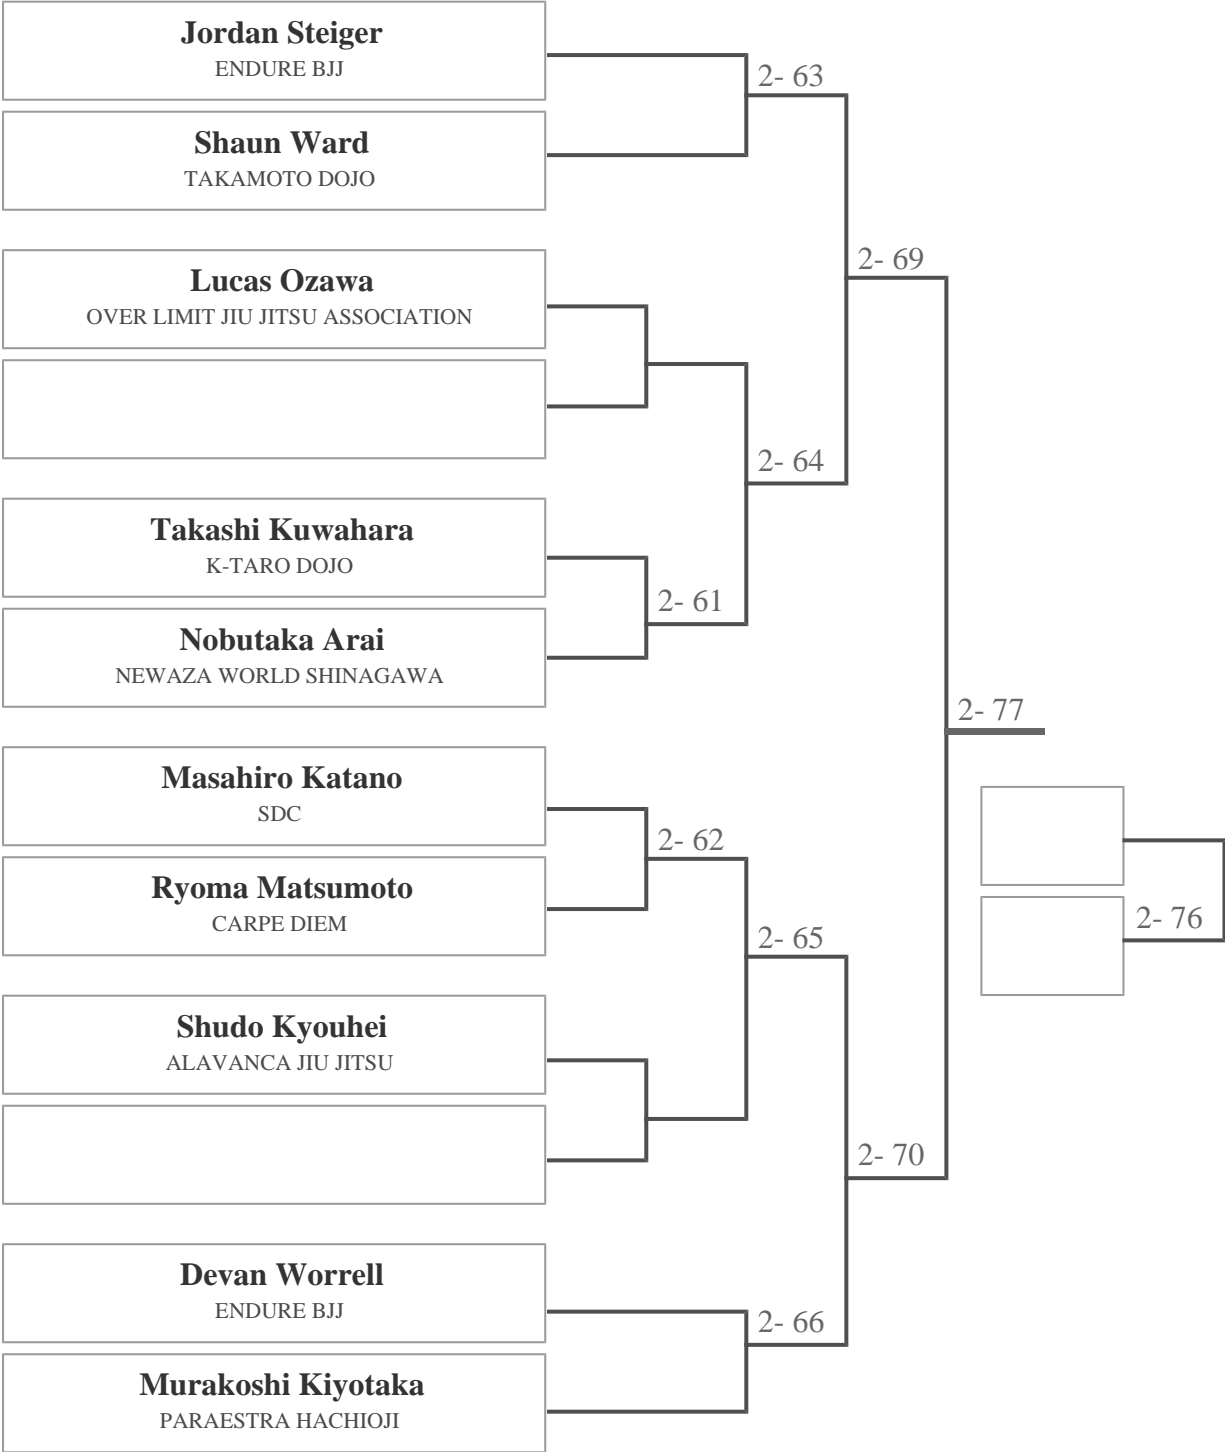 Jordan Steiger
ENDURE BJJ
2- 63
Shaun Ward
TAKAMOTO DOJO
2- 69
Lucas Ozawa
OVER LIMIT JIU JITSU ASSOCIATION
2- 64
Takashi Kuwahara
K-TARO DOJO
2- 61
Nobutaka Arai
NEWAZA WORLD SHINAGAWA
2- 77
Masahiro Katano
SDC
2- 62
Ryoma Matsumoto
CARPE DIEM
2- 76
2- 65
Shudo Kyouhei
ALAVANCA JIU JITSU
2- 70
Devan Worrell
ENDURE BJJ
2- 66
Murakoshi Kiyotaka
PARAESTRA HACHIOJI